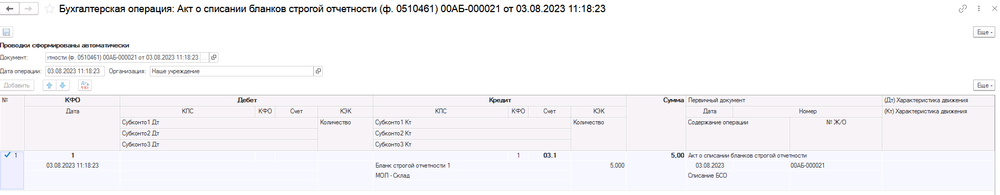 Бухгалтерская операция: Акт о списании бланков строгой отчетности (ф. 0510461) 00АБ-000021 от 03.08.2023 11:18:23
Еще
Проводки сформированы автоматически
Документ: етности (ф. 0510461) 00АБ-000021 от 03.08.2023 11:18:23 ...
Дата операции: 03.08.2023 11:18:23 Организация: Наше учреждение
Добавить Дт Кт Еще
№ КФО Дебет Кредит Сумма Первичный документ (Дт) Характеристика движения
Дата КПС КФО Счет КЭК КПС КФО Счет КЭК Дата Номер (Кт) Характеристика движения
Субконто1 Дт Количество Субконто1 Кт Количество Содержание операции № Ж/О
Субконто2 Дт Субконто2 Кт
Субконто3 Дт Субконто3 Кт
1 1 1 03.1 5,00 Акт о списании бланков строгой отчетности
03.08.2023 11:18:23 Бланк строгой отчетности 1 5,000 03.08.2023 00АБ-000021
МОЛ - Склад Списание БСО